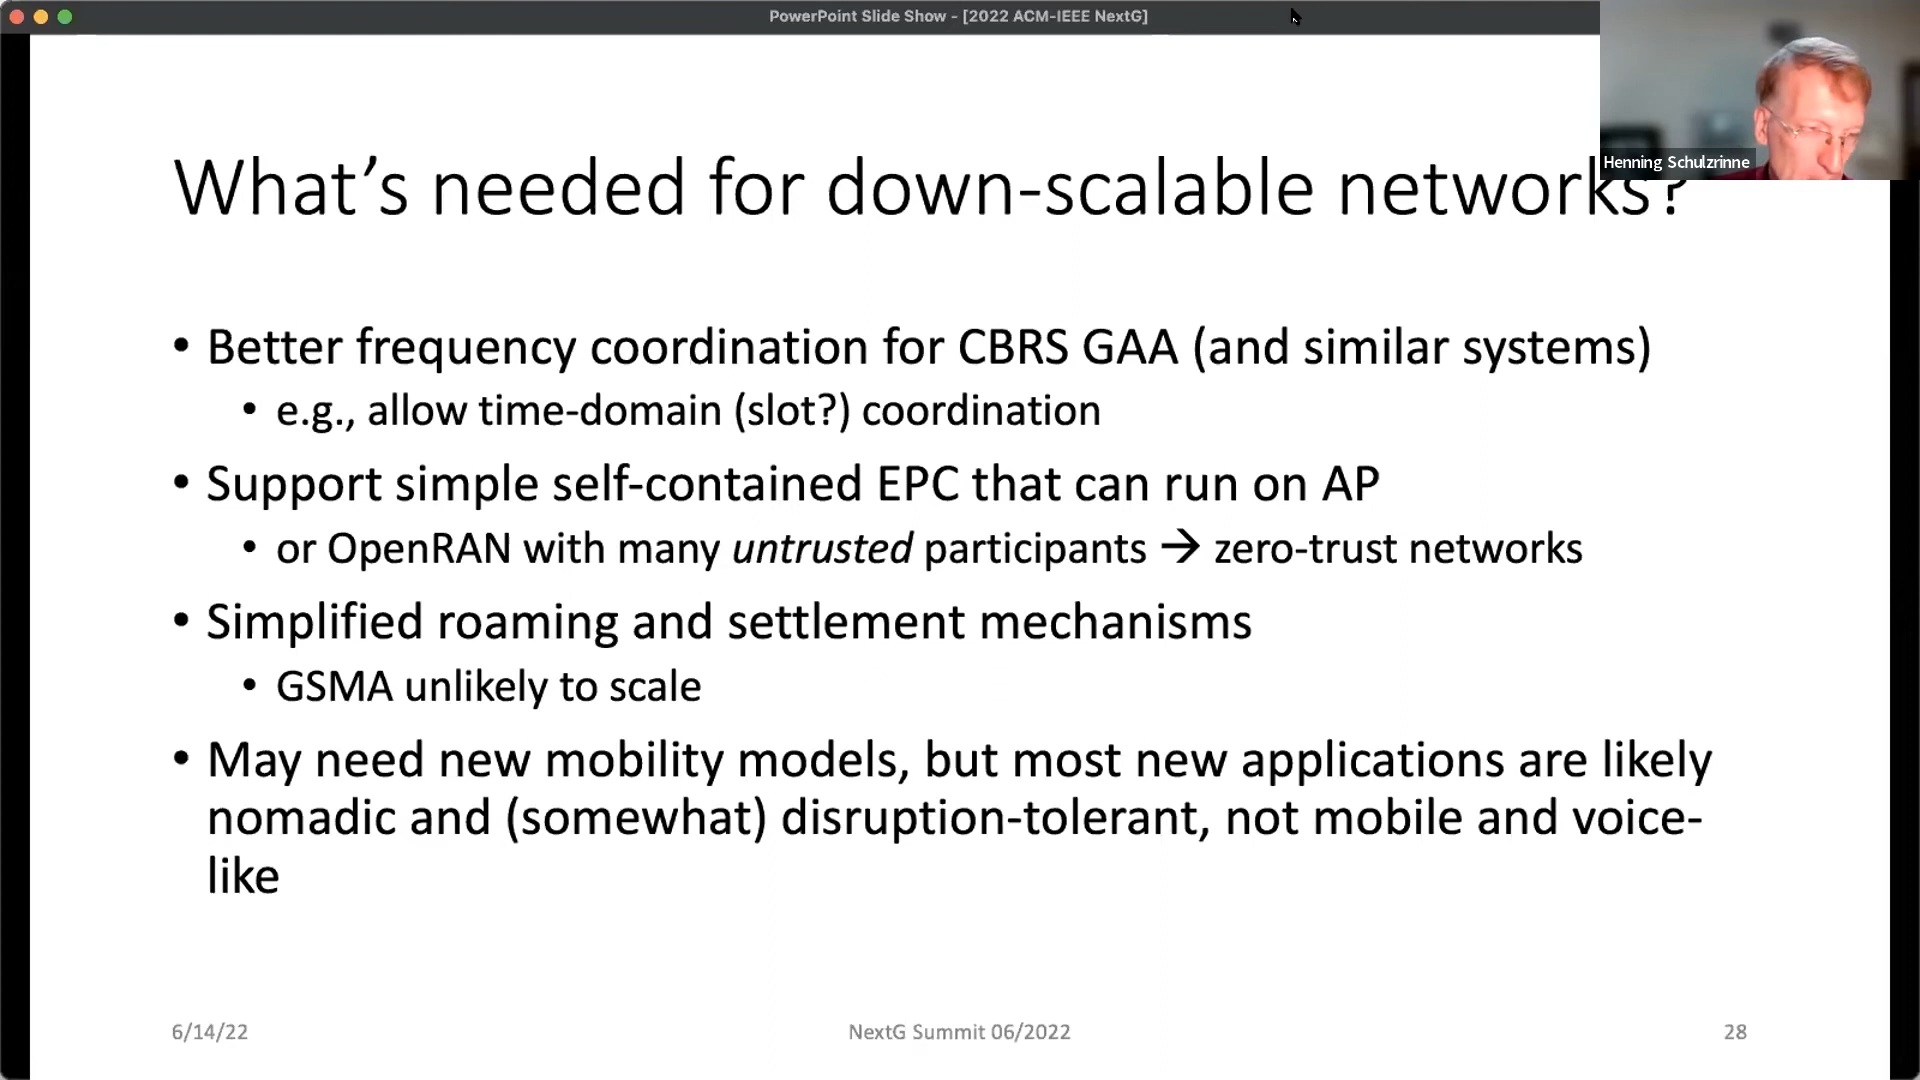 PowerPoint Slide Show - [2022 ACM-IEEE NextG]
Henning Schulzrinne
What's needed for down-scalable networks?
• Better frequency coordination for CBRS GAA (and similar systems)
• e.g., allow time-domain (slot?) coordination
• Support simple self-contained EPC that can run on AP
• or OpenRAN with many untrusted participants → zero-trust networks
• Simplified roaming and settlement mechanisms
• GSMA unlikely to scale
• May need new mobility models, but most new applications are likely
nomadic and (somewhat) disruption-tolerant, not mobile and voice-
like
6/14/22
NextG Summit 06/2022
28